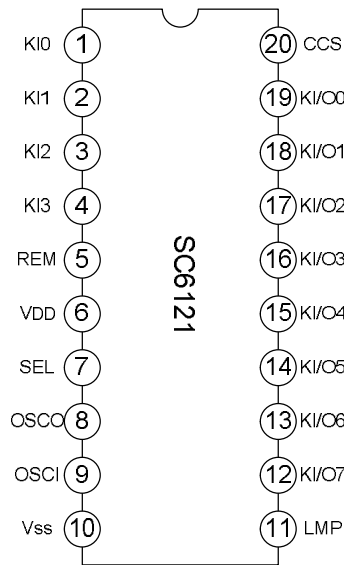 KI0 1 20 CCS
KI1 2 19 KI/O0
KI2 3 18 KI/O1
KI3 4 17 KI/O2
REM 5 16 KI/O3
VDD 6 15 KI/O4
SEL 7 14 KI/O5
OSCO 8 13 KI/O6
OSCI 9 12 KI/O7
Vss 10 11 LMP
SC6121